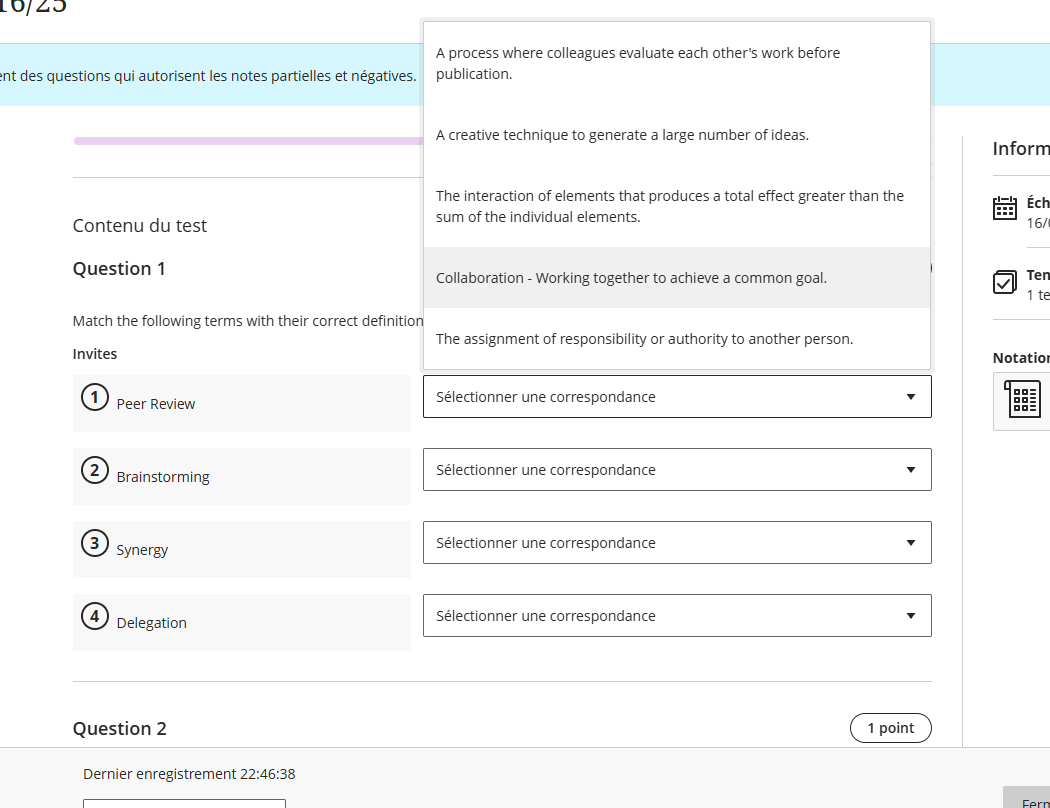 16/25
A process where colleagues evaluate each other's work before
publication.
ent des questions qui autorisent les notes partielles et négatives.
A creative technique to generate a large number of ideas.
The interaction of elements that produces a total effect greater than the
sum of the individual elements.
Collaboration - Working together to achieve a common goal.
The assignment of responsibility or authority to another person.
Contenu du test
Question 1
Match the following terms with their correct definition
Invites
1 Peer Review
Sélectionner une correspondance
2 Brainstorming
Sélectionner une correspondance
3 Synergy
Sélectionner une correspondance
4 Delegation
Sélectionner une correspondance
Question 2
1 point
Dernier enregistrement 22:46:38
Inform
Éch
16/0
Ten
1 te
Notation
Ferm